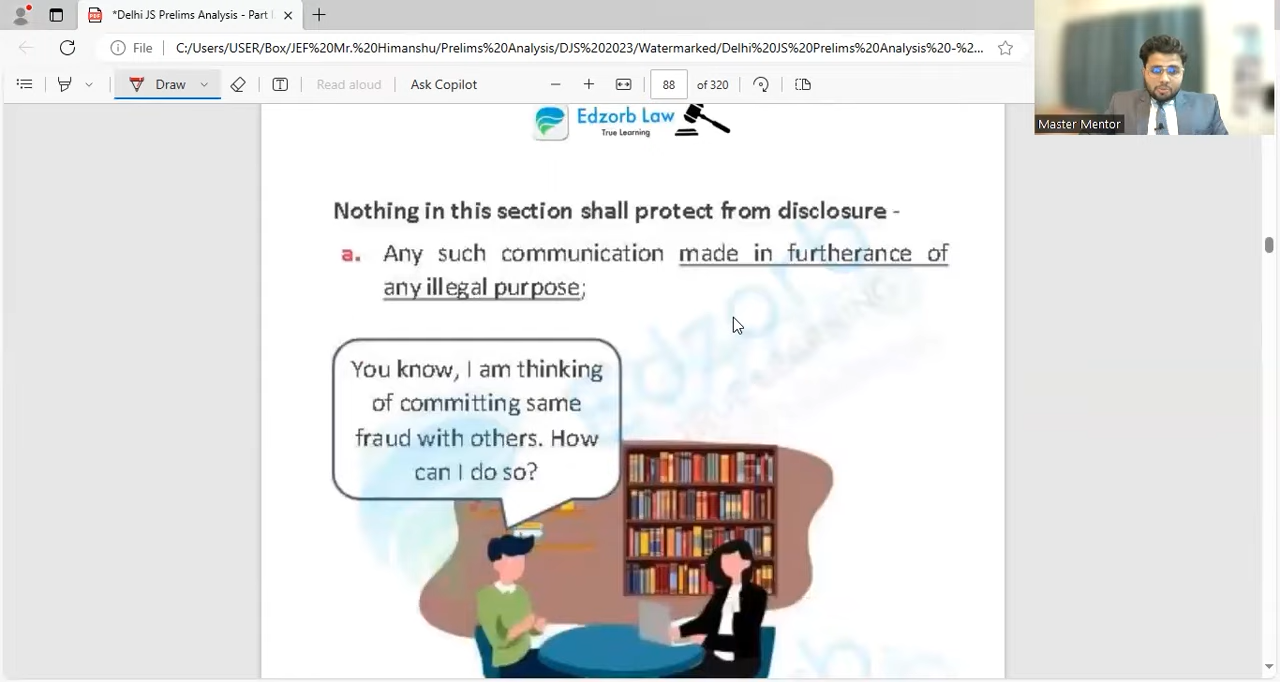 *Delhi JS Prelims Analysis - Part I
File
C:/Users/USER/Box/JEF%20Mr.%20Himanshu/Prelims%20Analysis/DJS%202023/Watermarked/Delhi%20JS%20Prelims%20Analysis%20-%2...
Draw
Read aloud
Ask Copilot
88 of 320
Master Mentor
Edzorb Law
True Learning
Nothing in this section shall protect from disclosure -
a. Any such communication made in furtherance of
any illegal purpose;
You know, I am thinking
of committing same
fraud with others. How
can I do so?
Edzorb